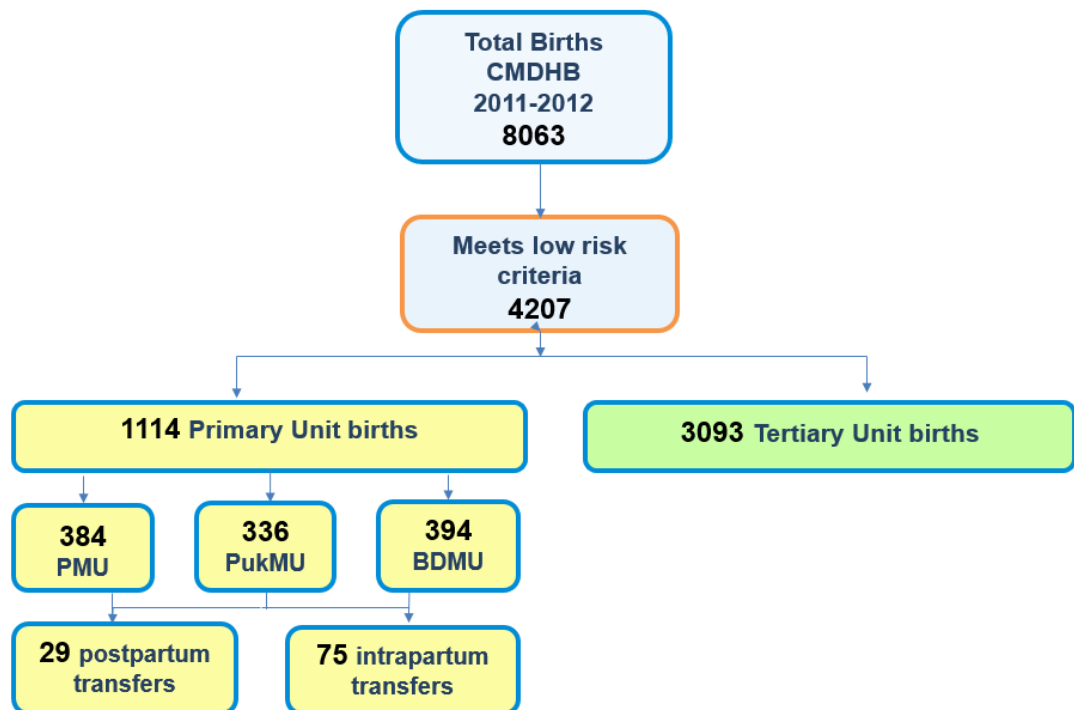 Total Births
CMDHB
2011-2012
8063
Meets low risk
criteria
4207
1114 Primary Unit births
3093 Tertiary Unit births
384
PMU
336
PukMU
394
BDMU
29 postpartum
transfers
75 intrapartum
transfers